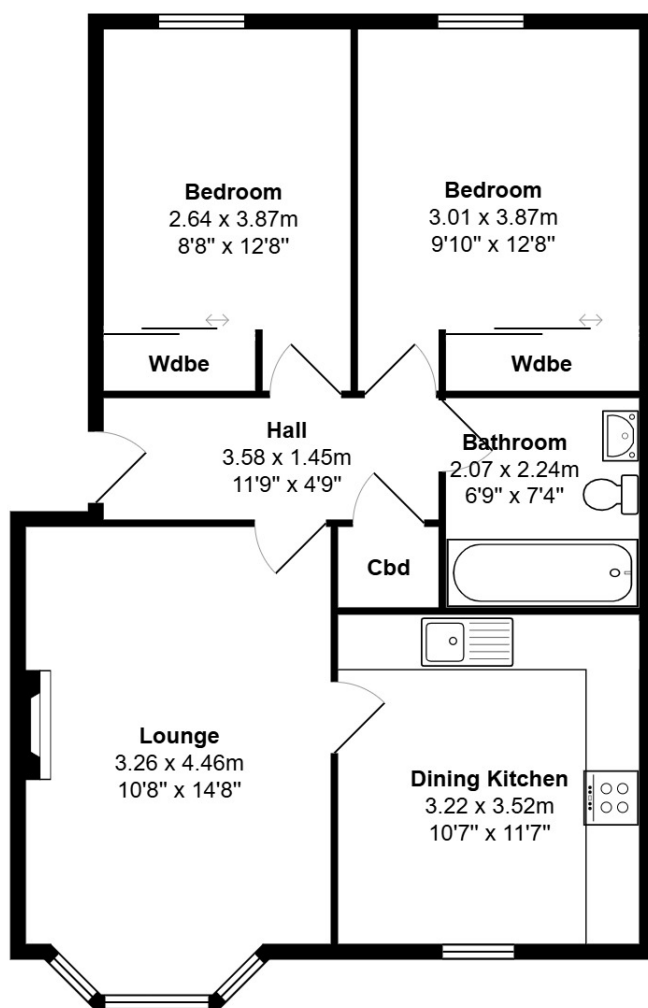 Bedroom
2.64 x 3.87m
8'8" x 12'8"
Bedroom
3.01 x 3.87m
9'10" x 12'8"
Wdbe
Wdbe
Hall
3.58 x 1.45m
11'9" x 4'9"
Bathroom
2.07 x 2.24m
6'9" x 7'4"
Cbd
Lounge
3.26 x 4.46m
10'8" x 14'8"
Dining Kitchen
3.22 x 3.52m
10'7" x 11'7"